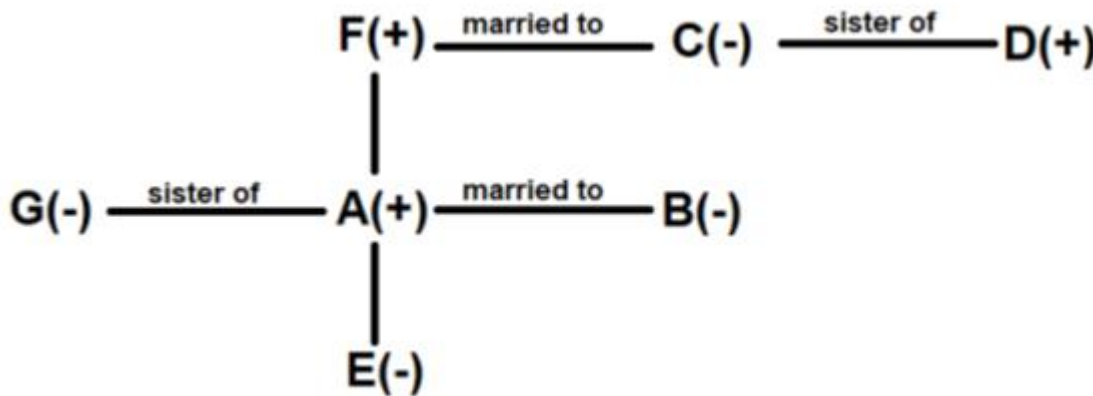 F(+) married to C(-) sister of D(+)
G(-) sister of A(+) married to B(-)
E(-)